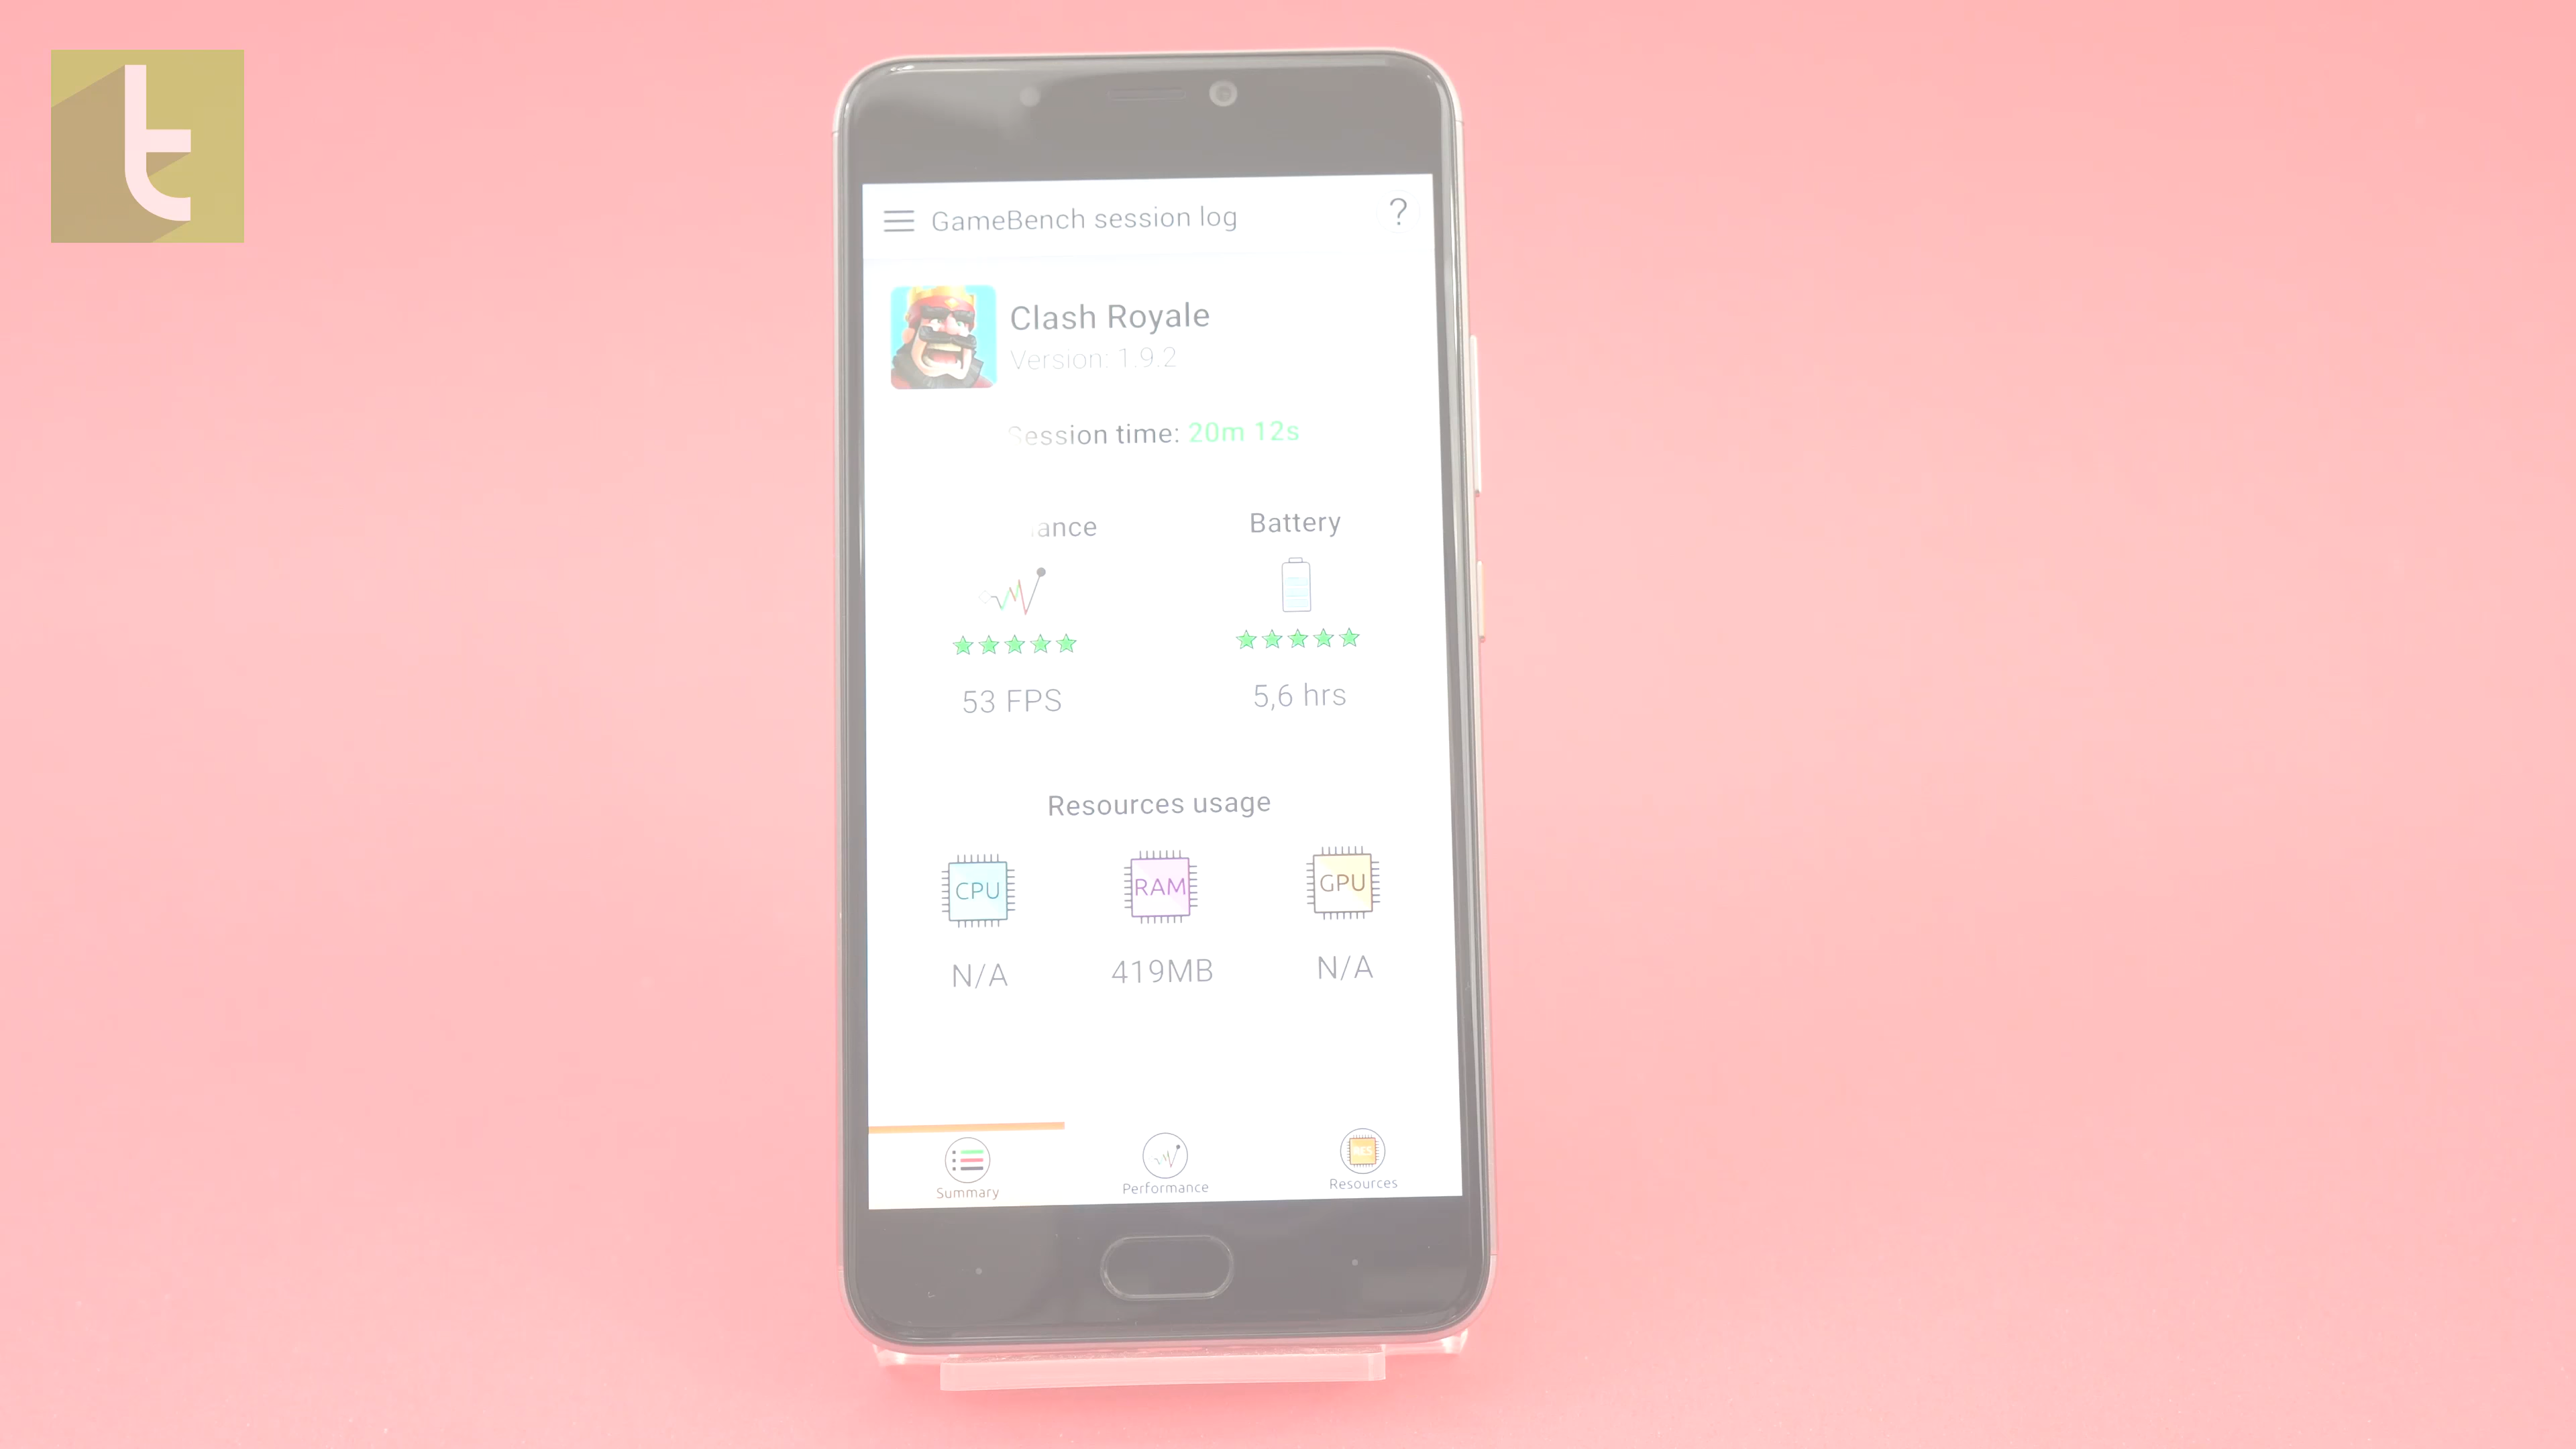 t
GameBench session log ?
Clash Royale
Version: 1.9.2
Session time: 20m 12s
ance Battery
53 FPS 5,6 hrs
Resources usage
CPU RAM GPU
N/A 419MB N/A
Summary Performance Resources